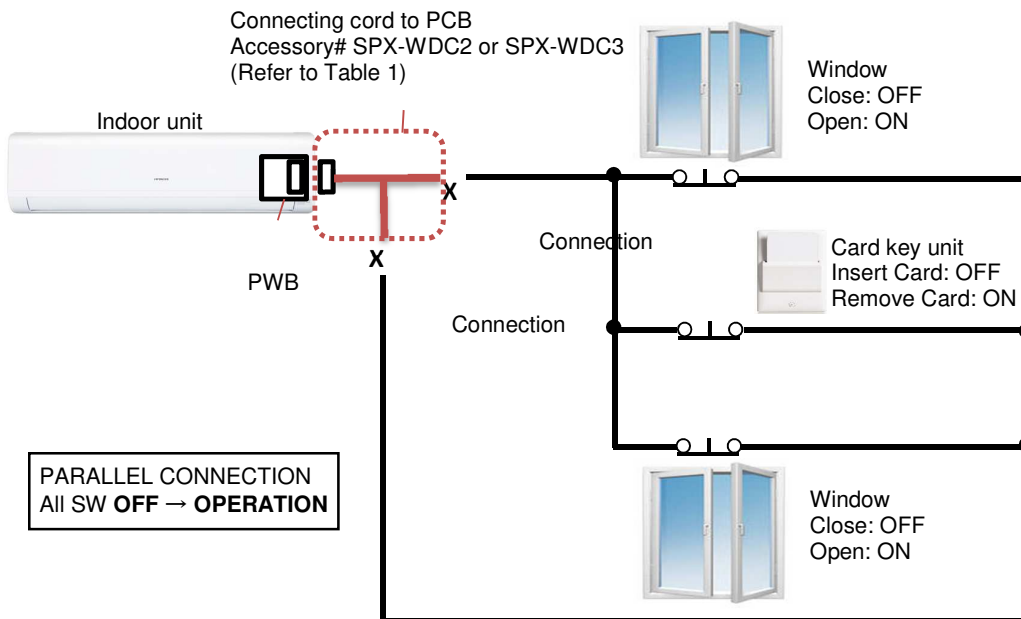 Connecting cord to PCB
Accessory# SPX-WDC2 or SPX-WDC3
(Refer to Table 1)
Indoor unit
Window
Close: OFF
Open: ON
X
Connection
X
PWB
Card key unit
Insert Card: OFF
Remove Card: ON
Connection
PARALLEL CONNECTION
All SW OFF → OPERATION
Window
Close: OFF
Open: ON